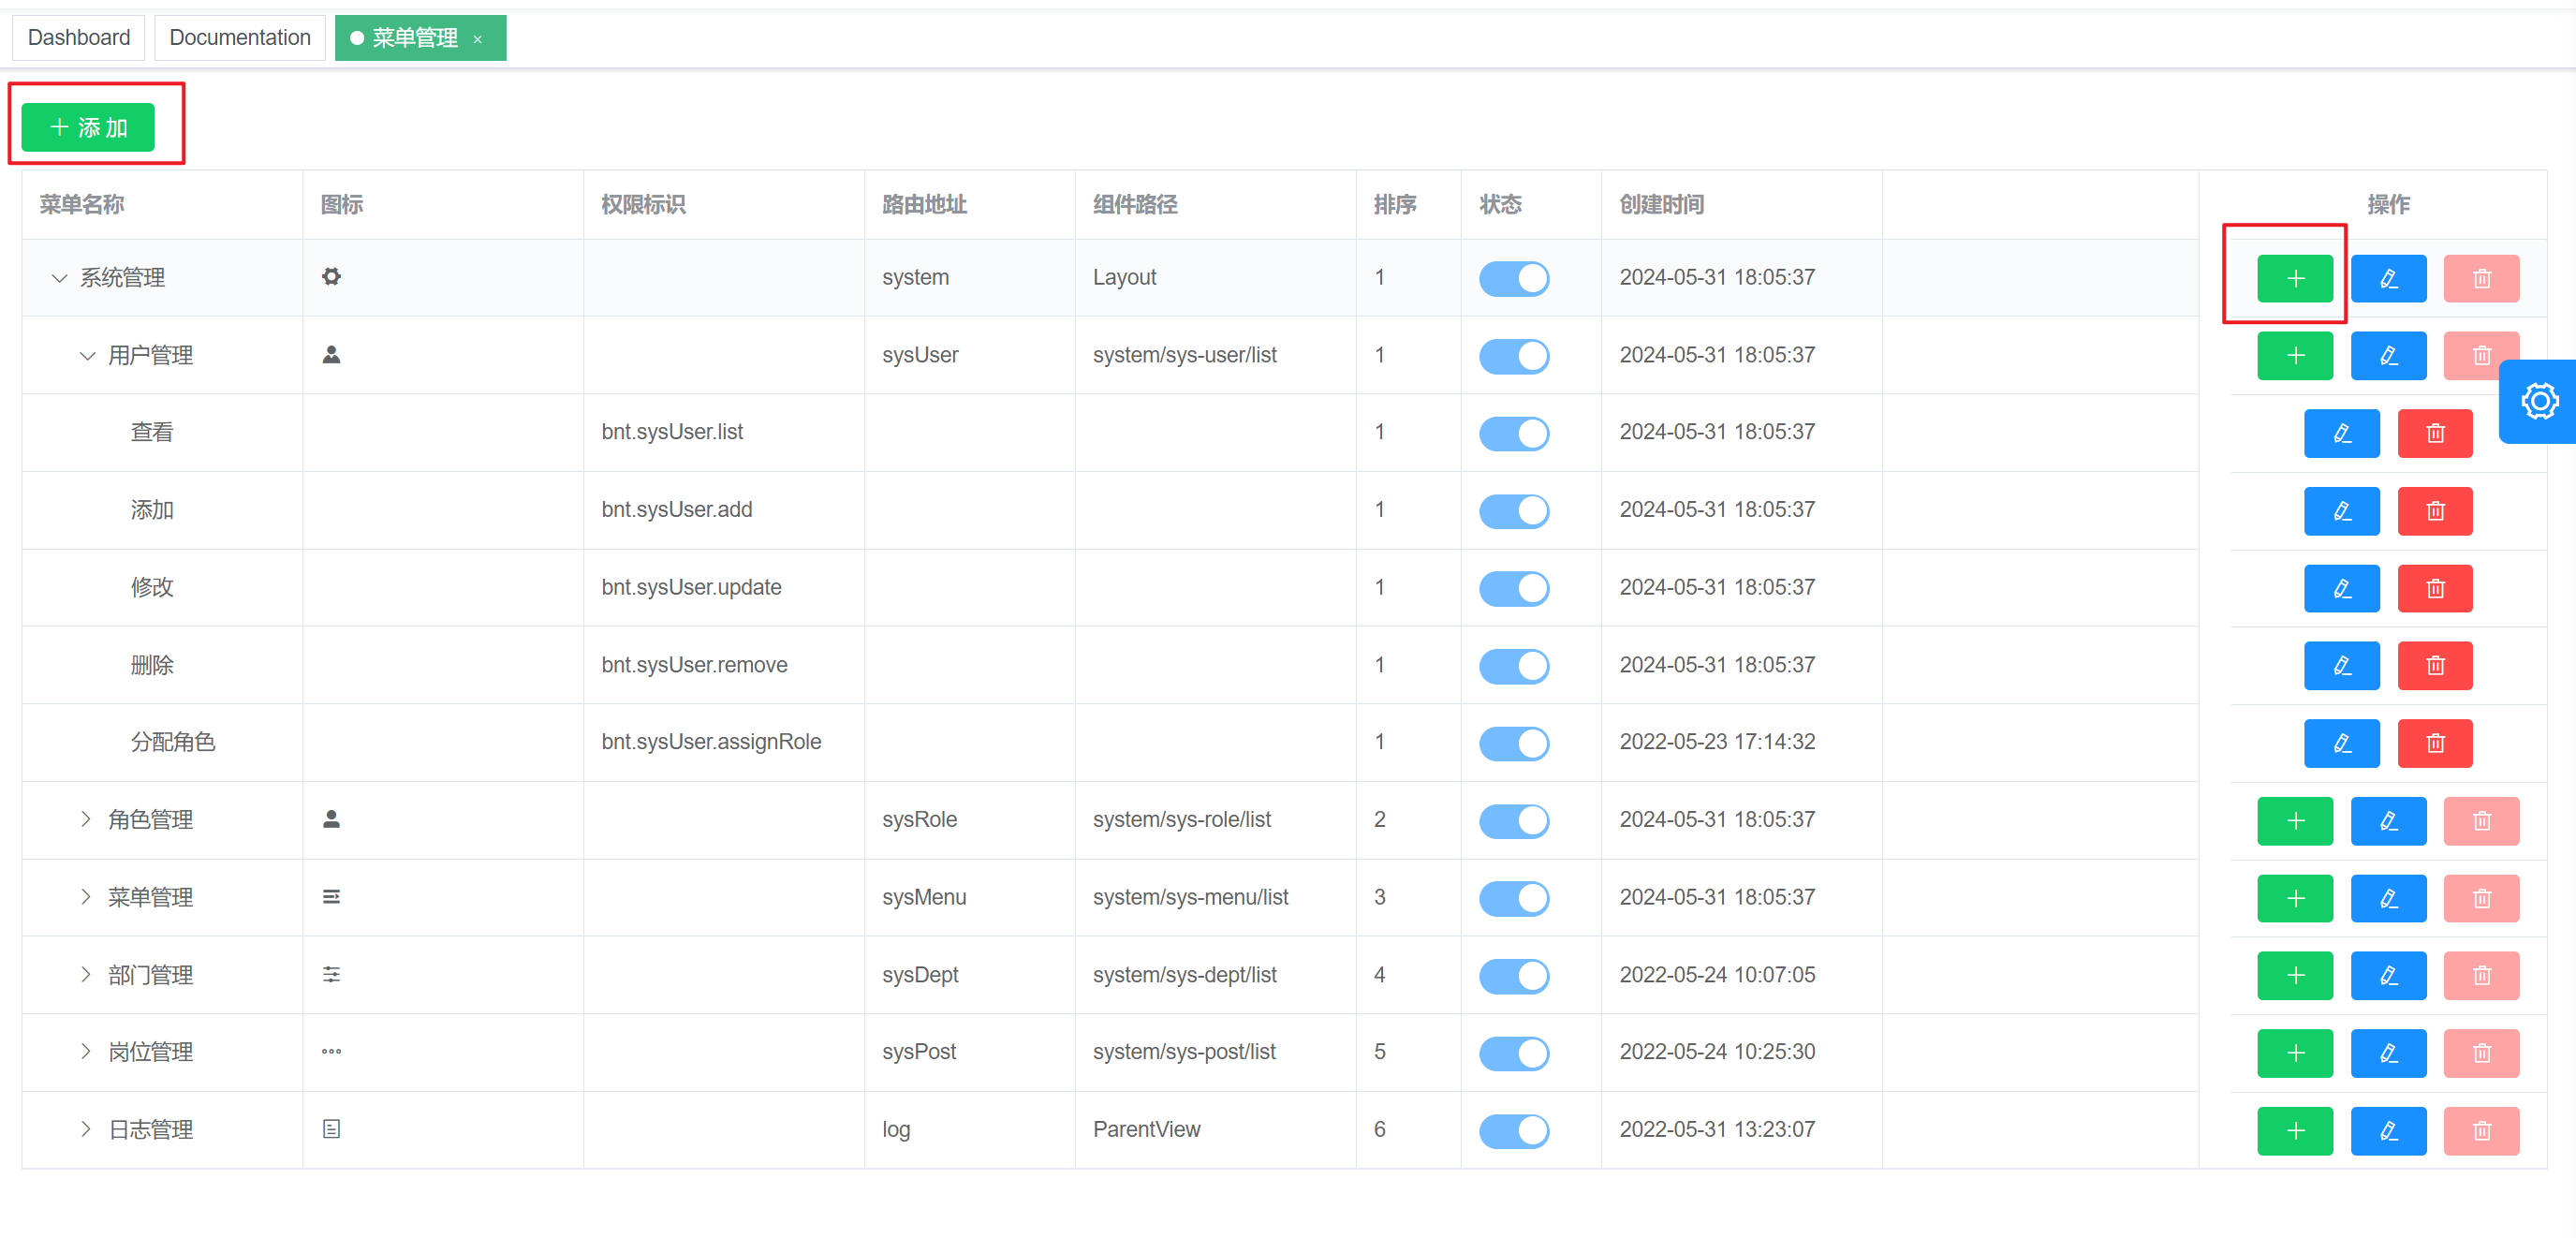 Dashboard Documentation 菜单管理 ×
+ 添加
菜单名称 图标 权限标识 路由地址 组件路径 排序 状态 创建时间 操作
系统管理 system Layout 1 2024-05-31 18:05:37
用户管理 sysUser system/sys-user/list 1 2024-05-31 18:05:37
查看 bnt.sysUser.list 1 2024-05-31 18:05:37
添加 bnt.sysUser.add 1 2024-05-31 18:05:37
修改 bnt.sysUser.update 1 2024-05-31 18:05:37
删除 bnt.sysUser.remove 1 2024-05-31 18:05:37
分配角色 bnt.sysUser.assignRole 1 2022-05-23 17:14:32
角色管理 sysRole system/sys-role/list 2 2024-05-31 18:05:37
菜单管理 sysMenu system/sys-menu/list 3 2024-05-31 18:05:37
部门管理 sysDept system/sys-dept/list 4 2022-05-24 10:07:05
岗位管理 sysPost system/sys-post/list 5 2022-05-24 10:25:30
日志管理 log ParentView 6 2022-05-31 13:23:07